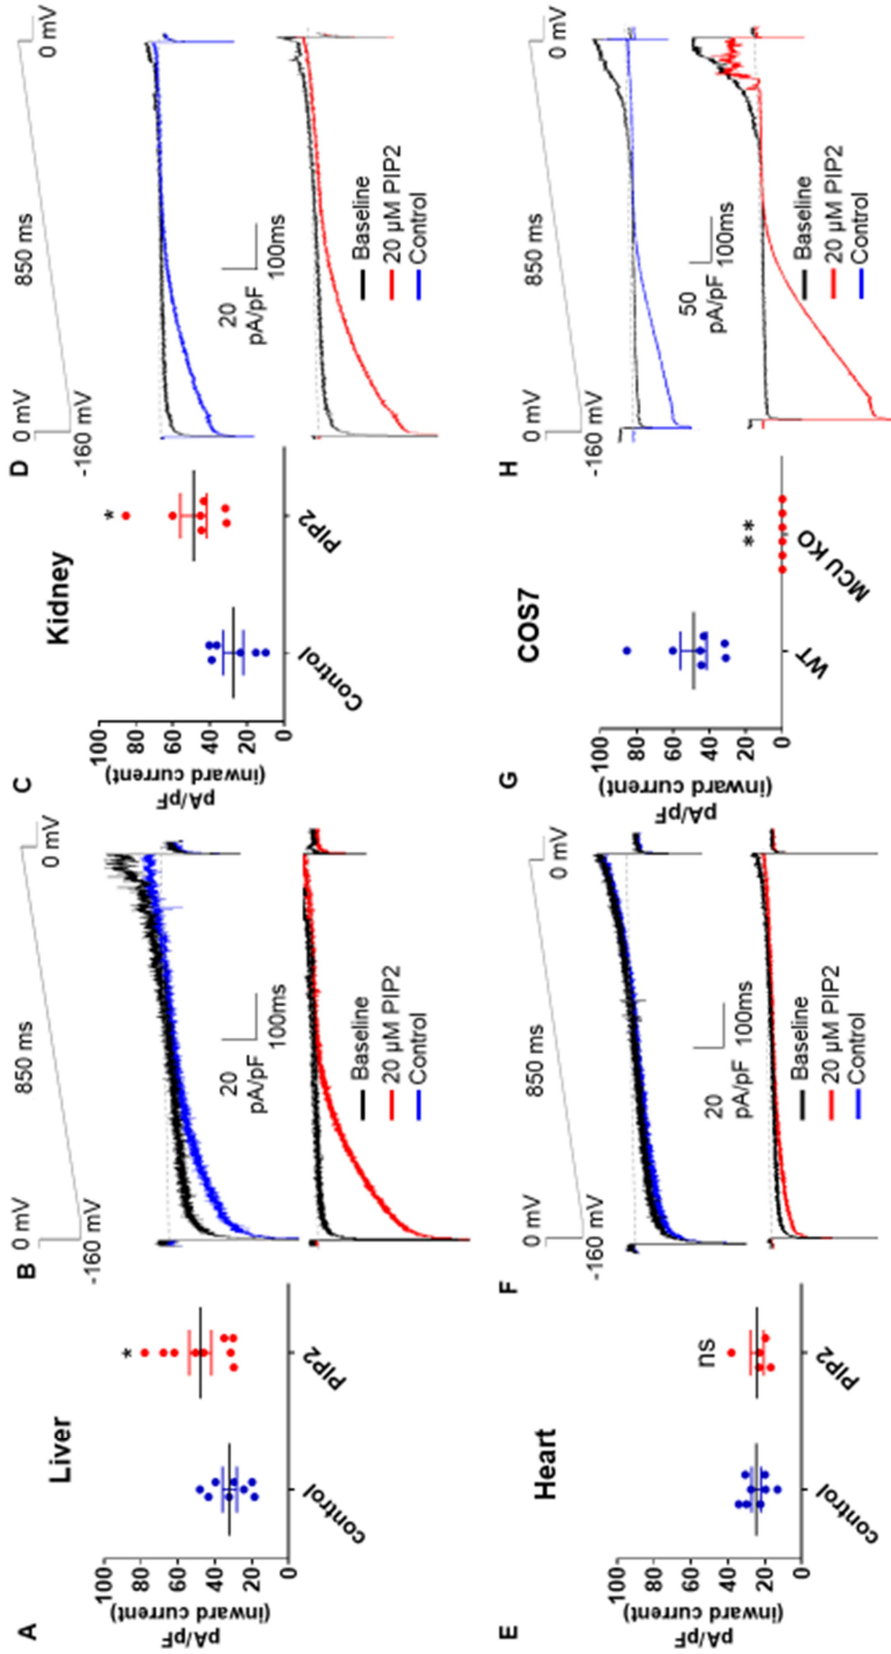 A
Liver
pA/pF
(inward current)
100
80
60
40
20
0
*
control
PIP2
B
0 mV
850 ms
0 mV
-160 mV
20
pA/pF
100ms
Baseline
20 µM PIP2
Control
C
Kidney
pA/pF
(inward current)
100
80
60
40
20
0
*
Control
PIP2
D
0 mV
850 ms
0 mV
-160 mV
20
pA/pF
100ms
Baseline
20 µM PIP2
Control
E
Heart
pA/pF
(inward current)
100
80
60
40
20
0
ns
control
PIP2
F
0 mV
850 ms
0 mV
-160 mV
20
pA/pF
100ms
Baseline
20 µM PIP2
Control
G
COS7
pA/pF
(inward current)
100
80
60
40
20
0
**
WT
MCU KO
H
0 mV
850 ms
0 mV
-160 mV
50
pA/pF
100ms
Baseline
20 µM PIP2
Control